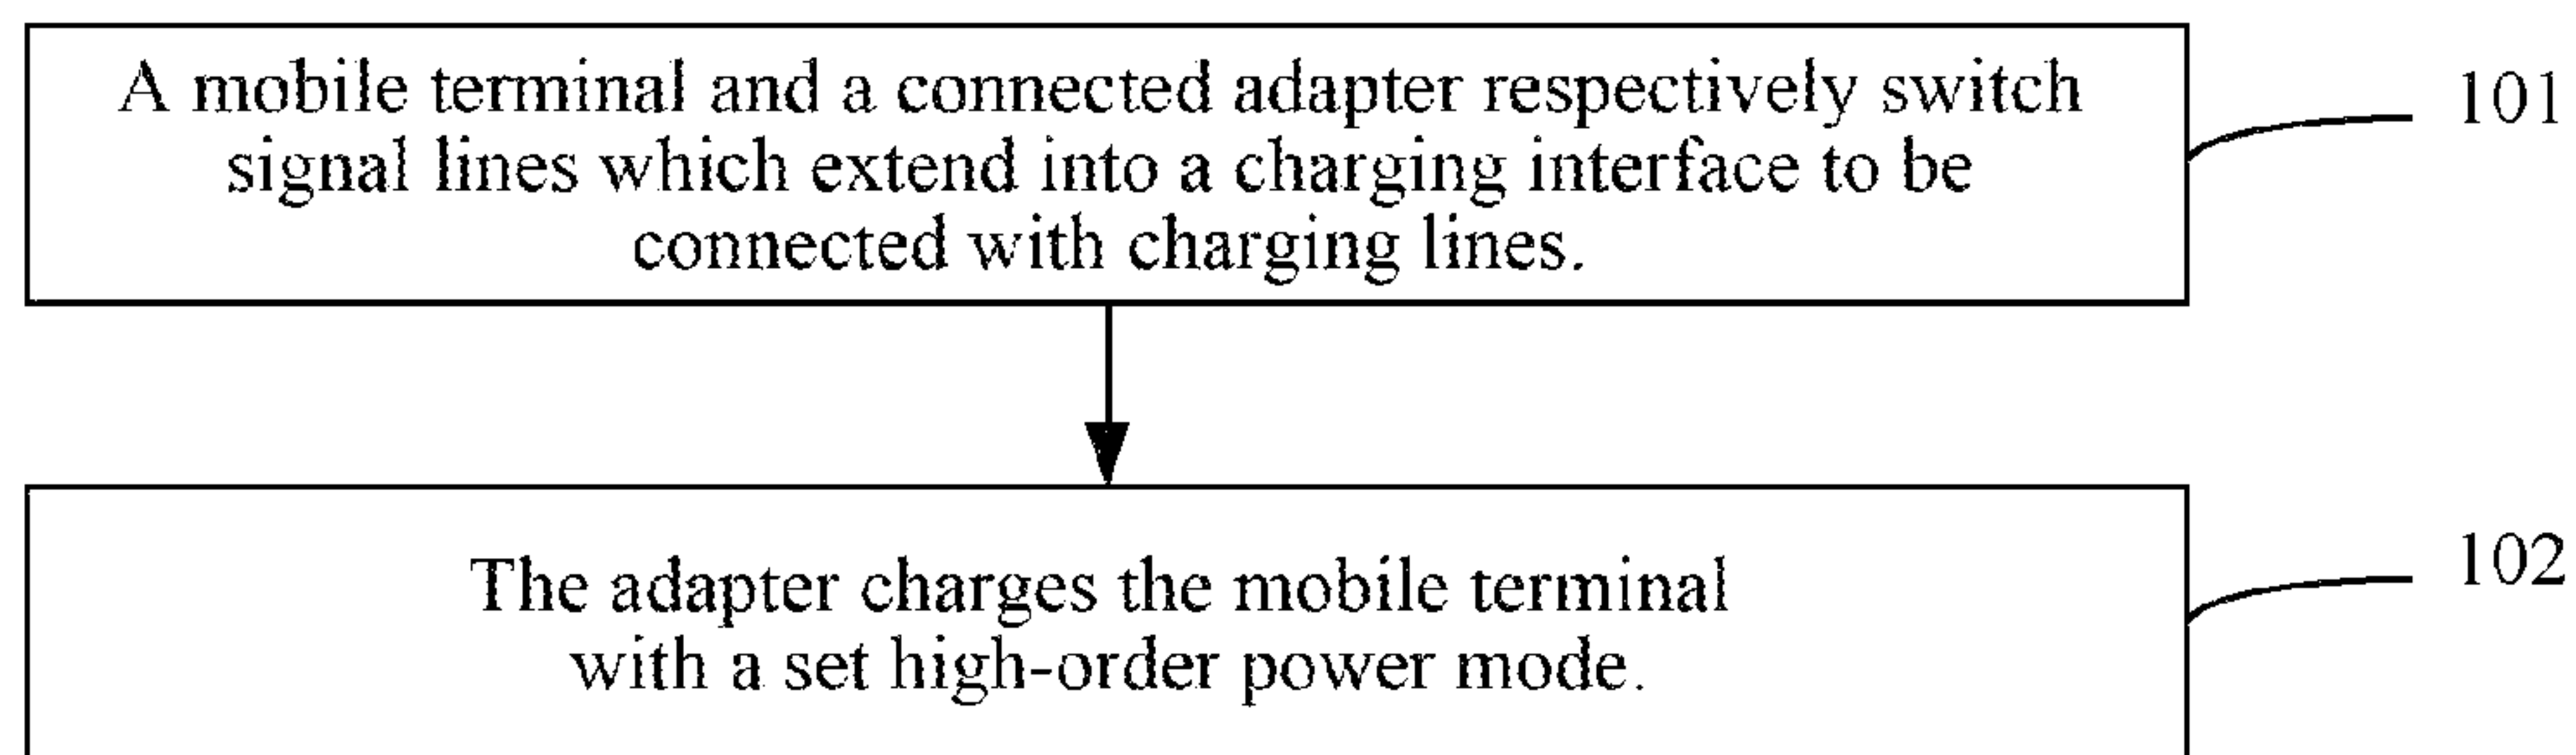 A mobile terminal and a connected adapter respectively switch
signal lines which extend into a charging interface to be
connected with charging lines.
101
The adapter charges the mobile terminal
with a set high-order power mode.
102